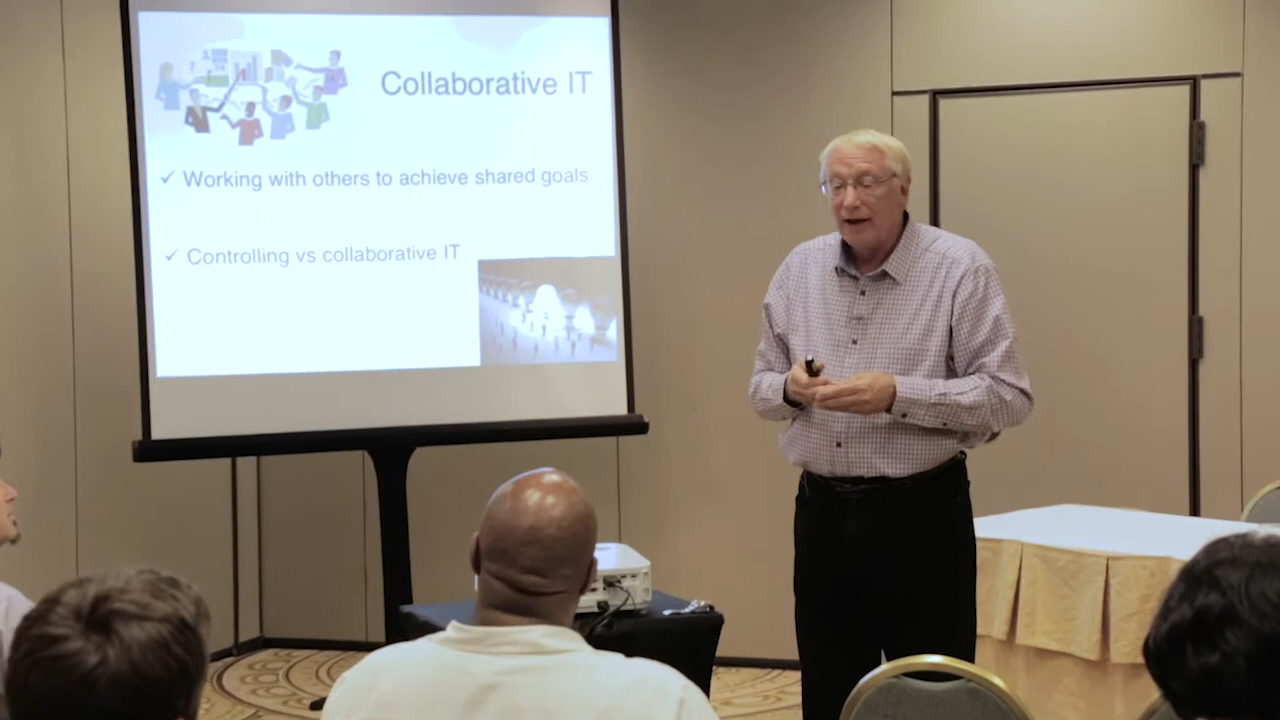 Collaborative IT
✓ Working with others to achieve shared goals
✓ Controlling vs collaborative IT